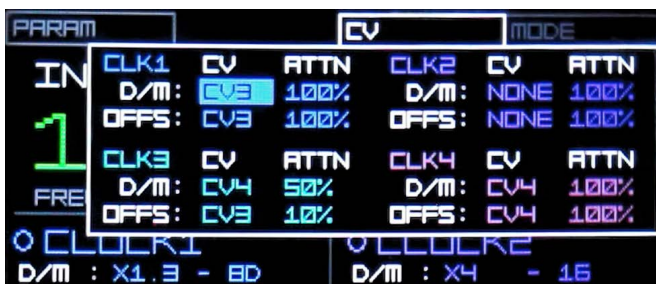 PARAM CV MODE
IN
CLK1 CV ATTN CLK2 CV ATTN
D/M: CV3 100% D/M: NONE 100%
OFFS: CV3 100% OFFS: NONE 100%
1
CLK3 CV ATTN CLK4 CV ATTN
D/M: CV4 50% D/M: CV4 100%
FRE
OFFS: CV3 10% OFFS: CV4 100%
CLOCK1 CLOCK2
D/M : X1.3 - 8D D/M : X4 - 16